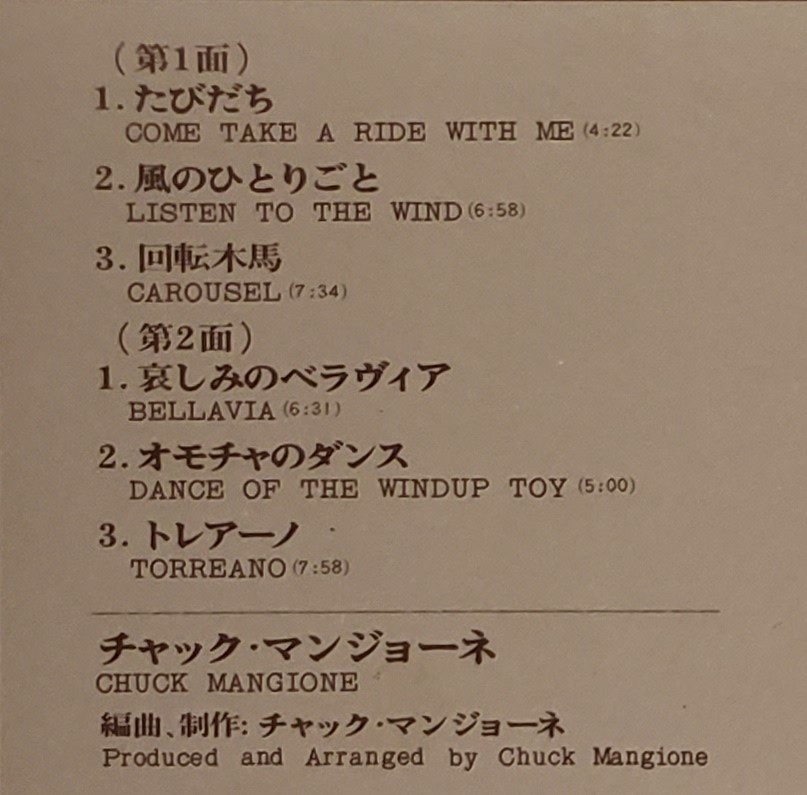 （第1面）
1. たびだち
COME TAKE A RIDE WITH ME (4:22)
2. 風のひとりごと
LISTEN TO THE WIND (6:58)
3. 回転木馬
CAROUSEL (7:34)
（第2面）
1. 哀しみのベラヴィア
BELLAVIA (6:31)
2. オモチャのダンス
DANCE OF THE WINDUP TOY (5:00)
3. トレアーノ
TORREANO (7:58)
チャック・マンジョーネ
CHUCK MANGIONE
編曲、制作: チャック・マンジョーネ
Produced and Arranged by Chuck Mangione